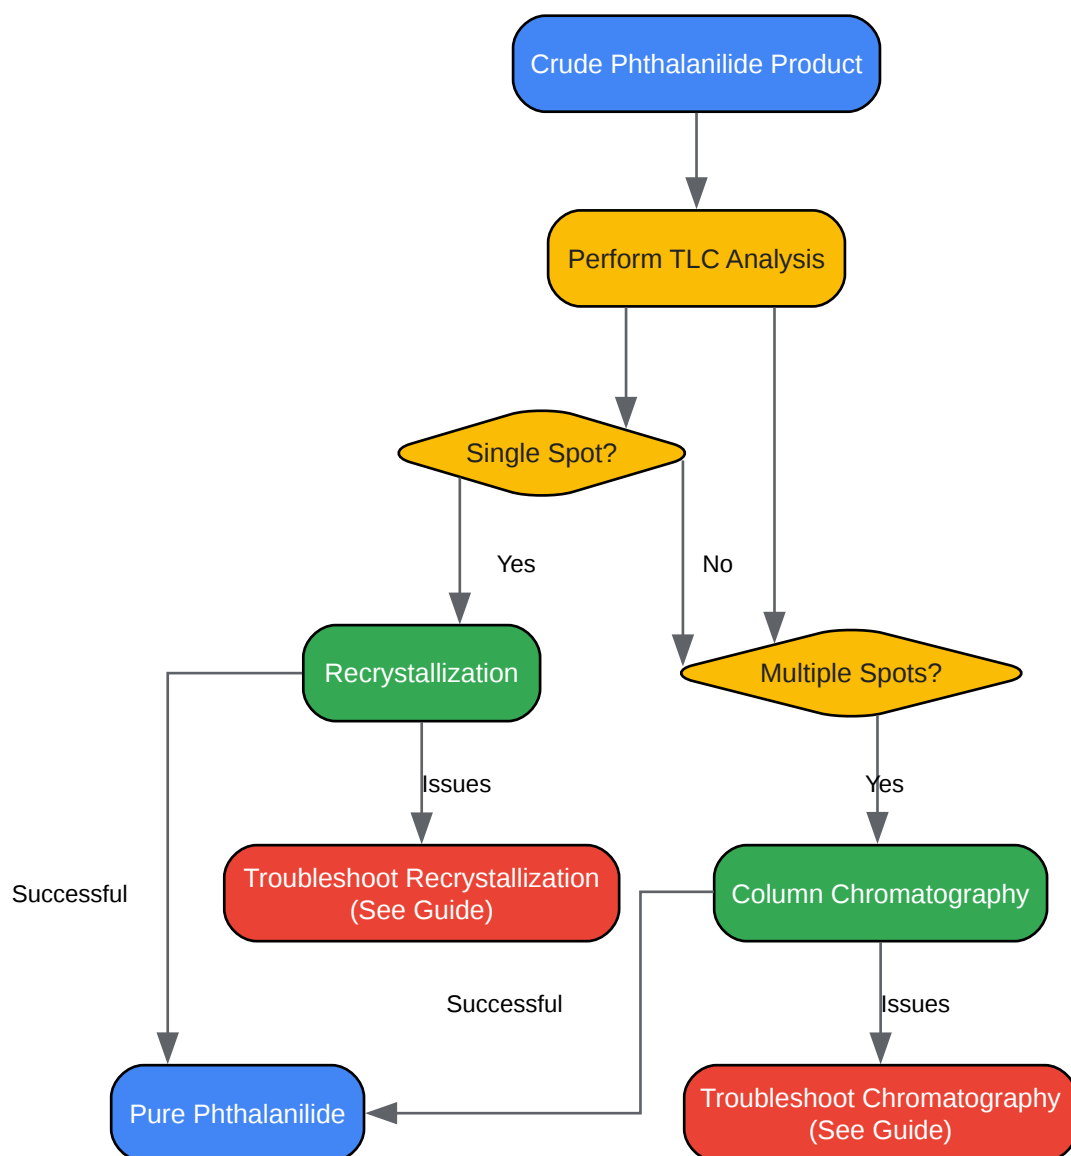 Crude Phthalanilide Product
Perform TLC Analysis
Single Spot?
Yes
No
Recrystallization
Multiple Spots?
Issues
Yes
Troubleshoot Recrystallization
(See Guide)
Column Chromatography
Successful
Successful
Issues
Pure Phthalanilide
Troubleshoot Chromatography
(See Guide)